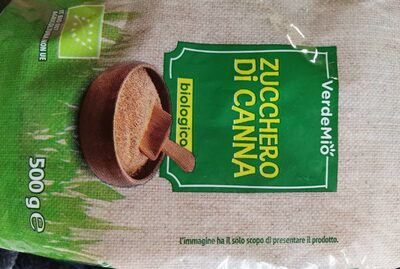 VerdeMio
ZUCCHERO
DI CANNA
biologico
500 g e
L'immagine ha il solo scopo di presentare il prodotto.